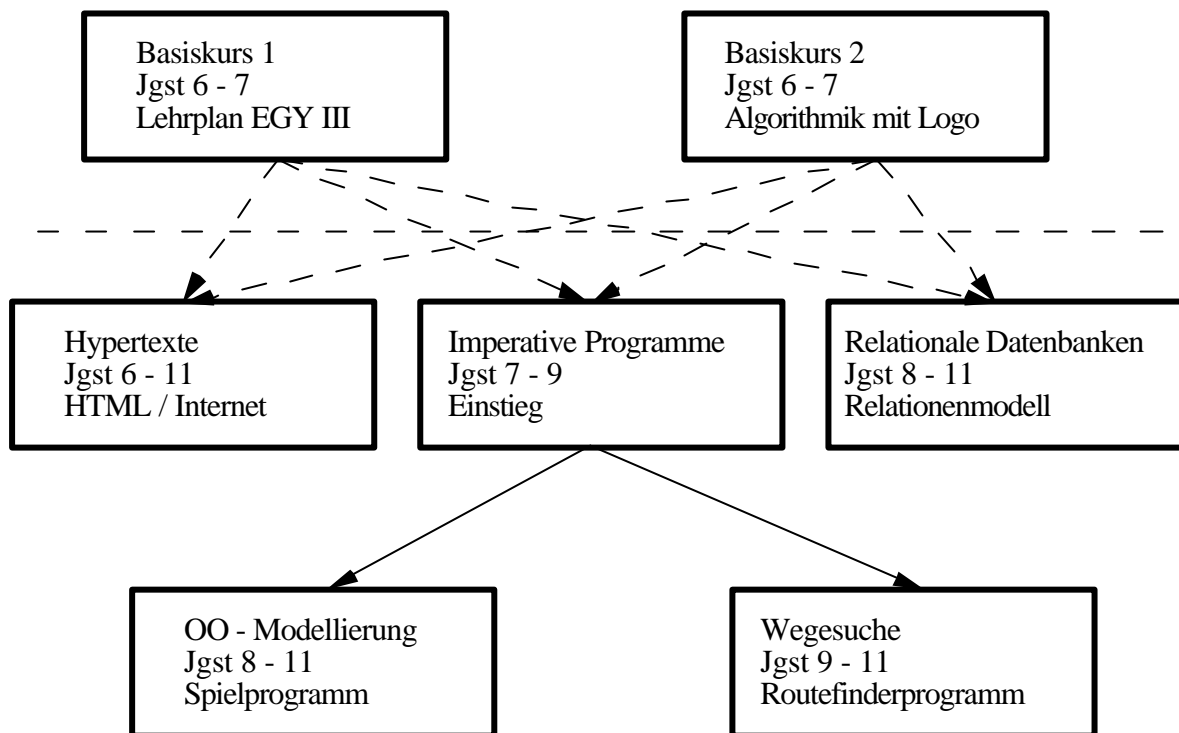 Basiskurs 1
Jgst 6 - 7
Lehrplan EGY III
Basiskurs 2
Jgst 6 - 7
Algorithmik mit Logo
Hypertexte
Jgst 6 - 11
HTML / Internet
Imperative Programme
Jgst 7 - 9
Einstieg
Relationale Datenbanken
Jgst 8 - 11
Relationenmodell
OO - Modellierung
Jgst 8 - 11
Spielprogramm
Wegesuche
Jgst 9 - 11
Routefinderprogramm